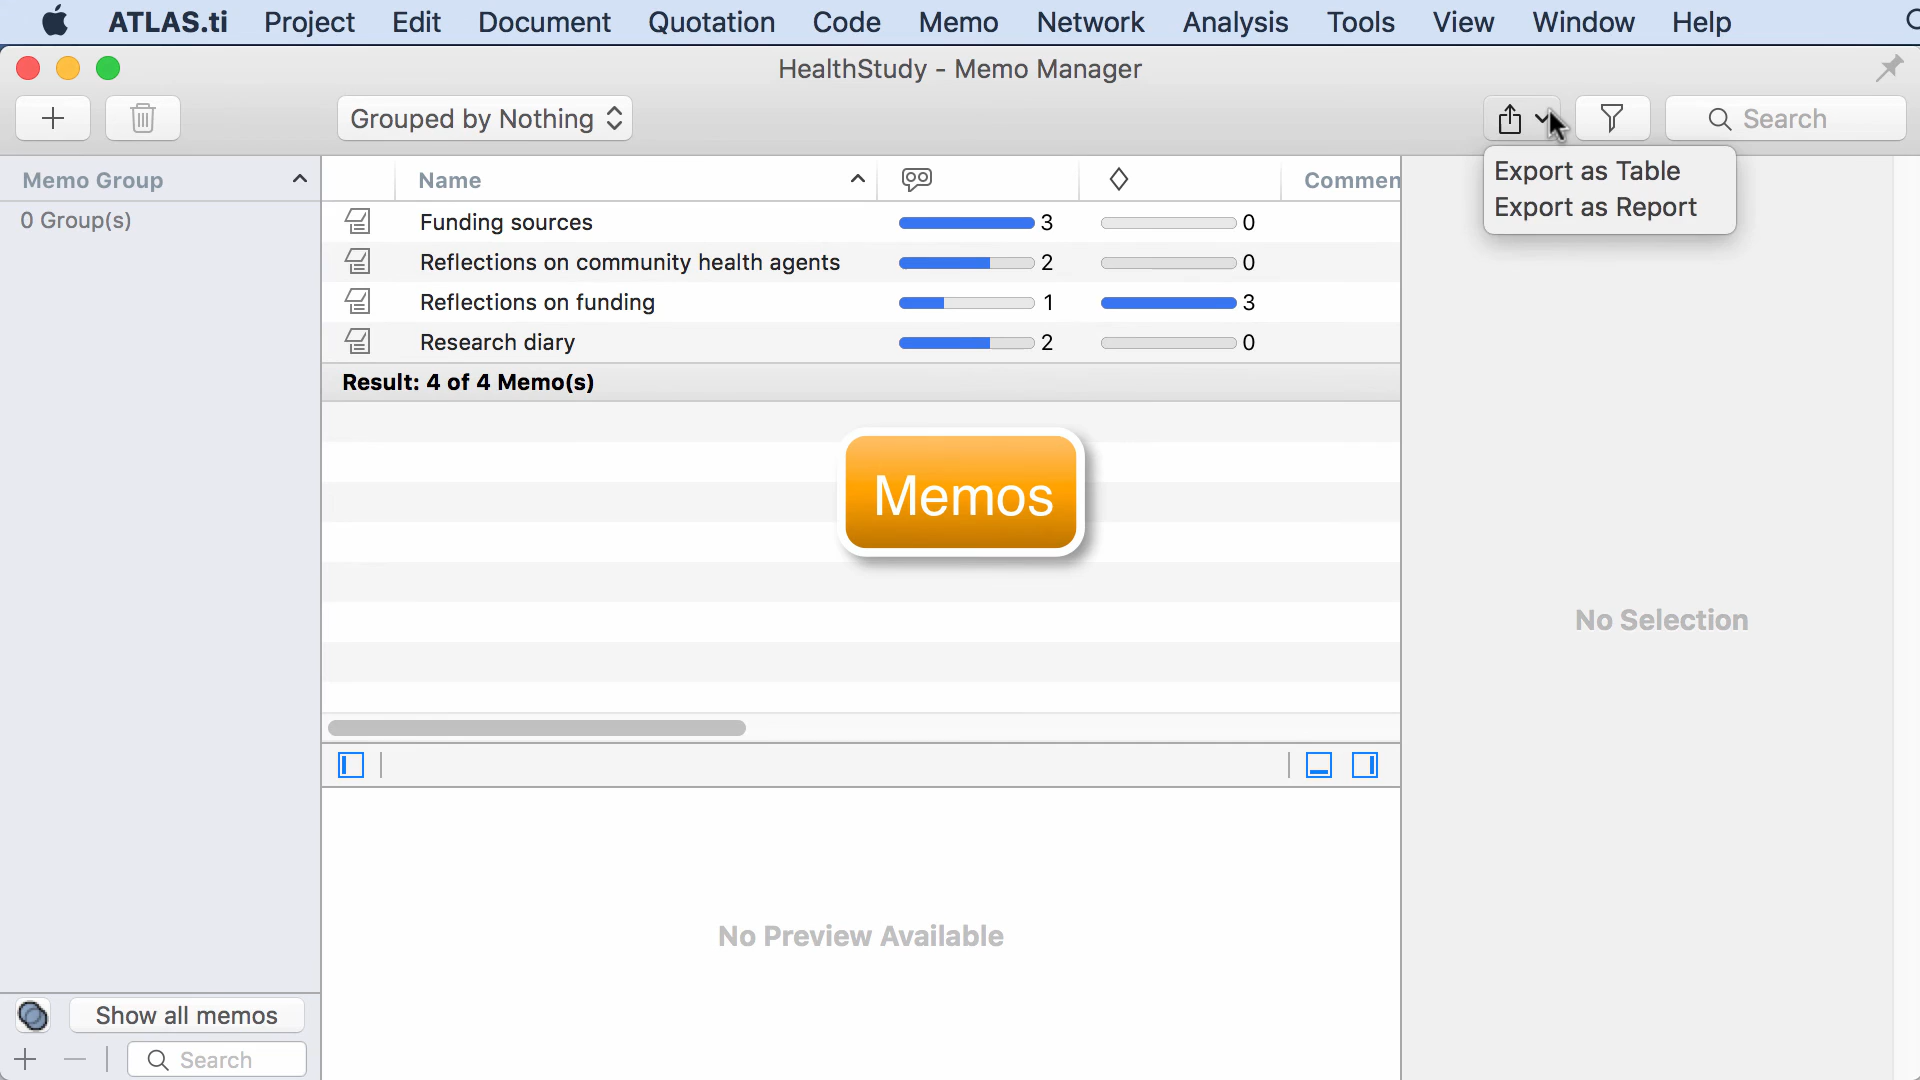 ATLAS.ti Project Edit Document Quotation Code Memo Network Analysis Tools View Window Help
HealthStudy - Memo Manager
Grouped by Nothing
Search
Export as Table
Export as Report
Memo Group
0 Group(s)
Name Commen
Funding sources 3 0
Reflections on community health agents 2 0
Reflections on funding 1 3
Research diary 2 0
Result: 4 of 4 Memo(s)
Memos
No Selection
No Preview Available
Show all memos
Search